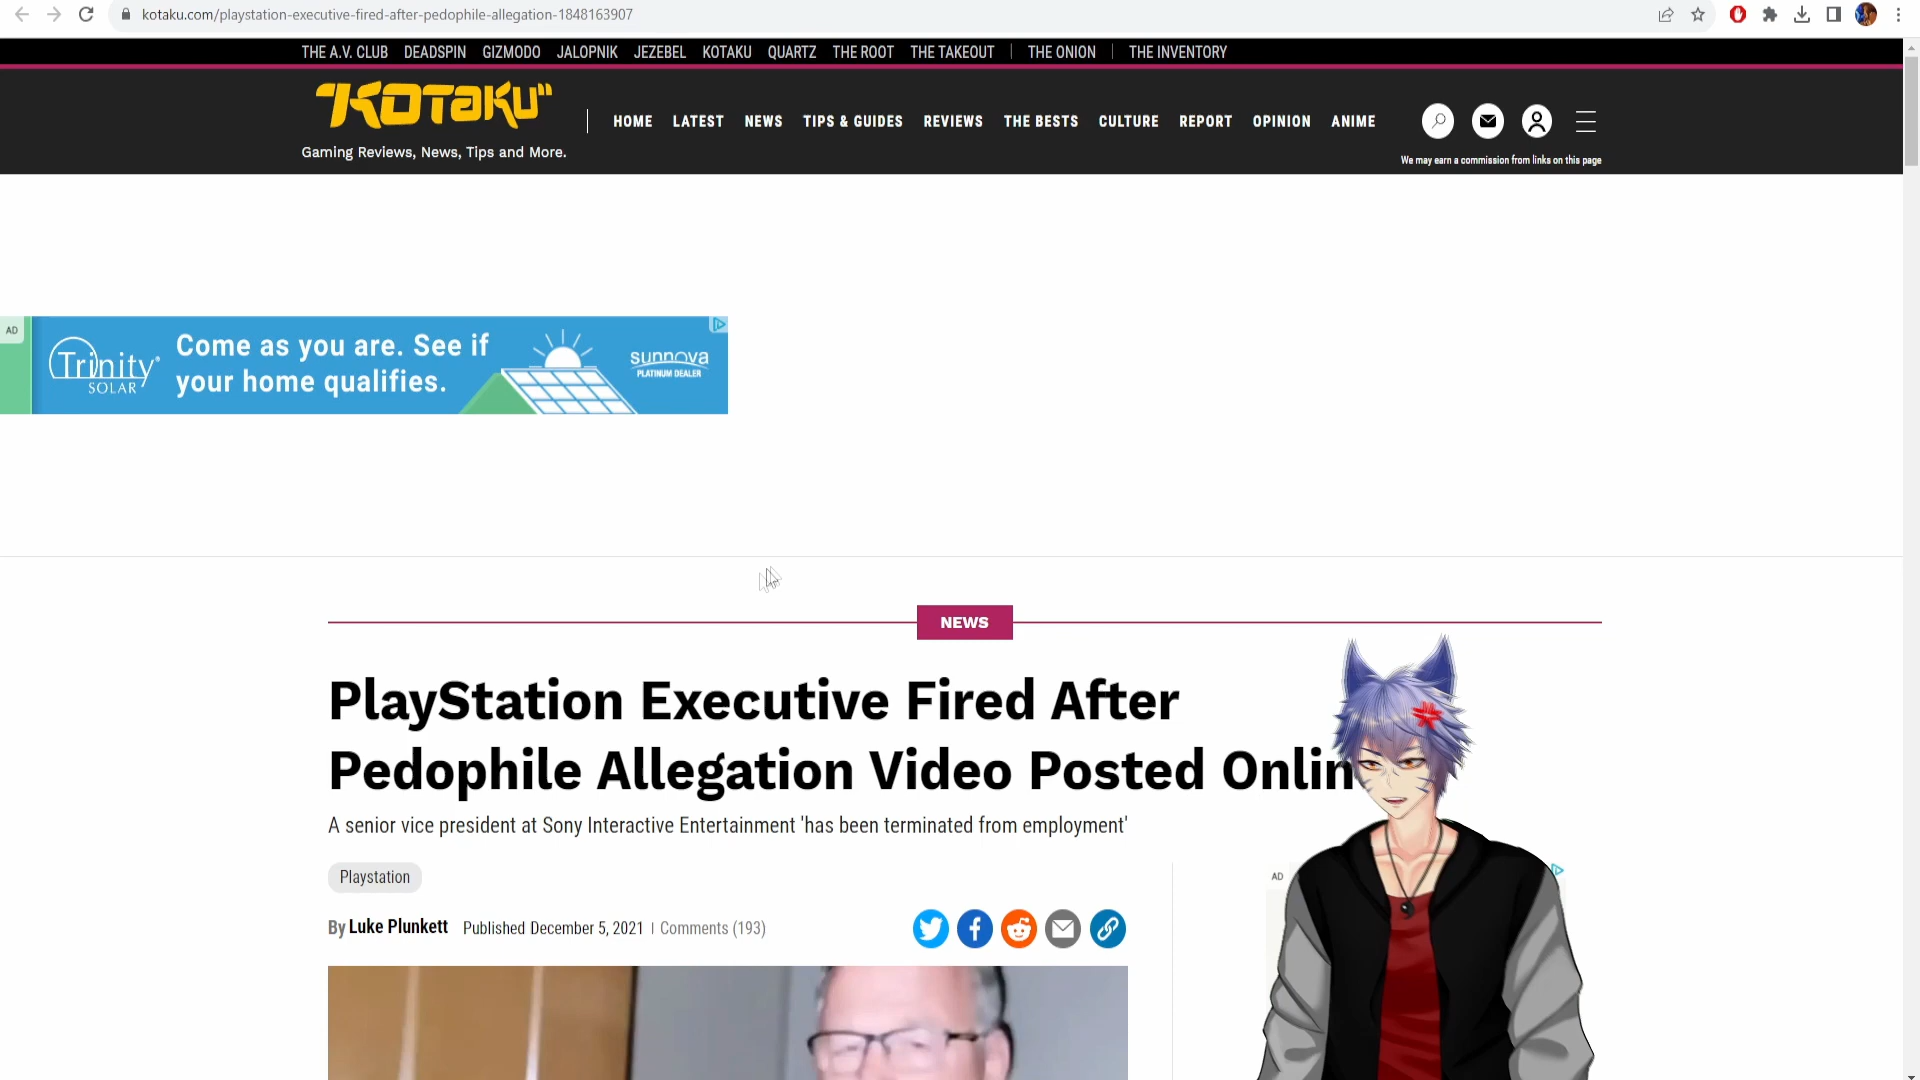 kotaku.com/playstation-executive-fired-after-pedophile-allegation-1848163907
THE A.V. CLUB DEADSPIN GIZMODO JALOPNIK JEZEBEL KOTAKU QUARTZ THE ROOT THE TAKEOUT THE ONION THE INVENTORY
"KOTAKU"
Gaming Reviews, News, Tips and More.
HOME LATEST NEWS TIPS & GUIDES REVIEWS THE BESTS CULTURE REPORT OPINION ANIME
We may earn a commission from links on this page
AD
Trinity SOLAR
Come as you are. See if
your home qualifies.
sunnova
PLATINUM DEALER
NEWS
PlayStation Executive Fired After
Pedophile Allegation Video Posted Onlin
A senior vice president at Sony Interactive Entertainment 'has been terminated from employment'
Playstation
AD
By Luke Plunkett Published December 5, 2021 | Comments (193)